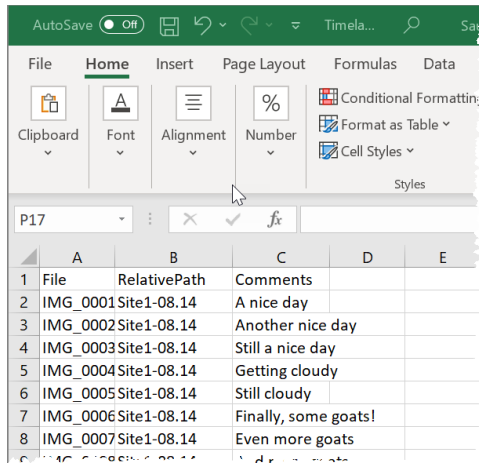 AutoSave Off Timela...
File Home Insert Page Layout Formulas Data
Clipboard Font Alignment Number
Conditional Formatting
Format as Table
Cell Styles
Styles
P17 fx
A B C D E
1 File RelativePath Comments
2 IMG_0001 Site1-08.14 A nice day
3 IMG_0002 Site1-08.14 Another nice day
4 IMG_0003 Site1-08.14 Still a nice day
5 IMG_0004 Site1-08.14 Getting cloudy
6 IMG_0005 Site1-08.14 Still cloudy
7 IMG_0006 Site1-08.14 Finally, some goats!
8 IMG_0007 Site1-08.14 Even more goats